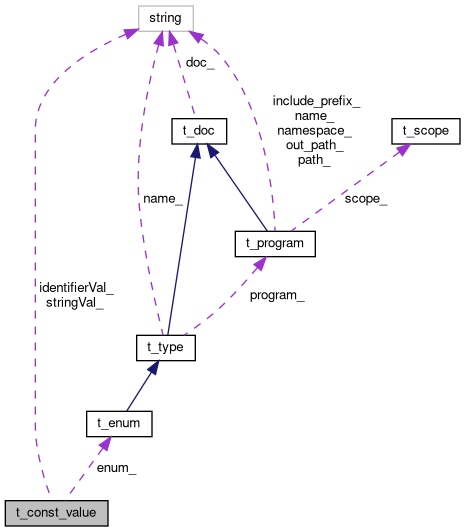 string
doc_
include_prefix_
name_
namespace_
out_path_
path_
t_doc
t_scope
name_
scope_
t_program
identifierVal_
stringVal_
program_
t_type
t_enum
enum_
t_const_value